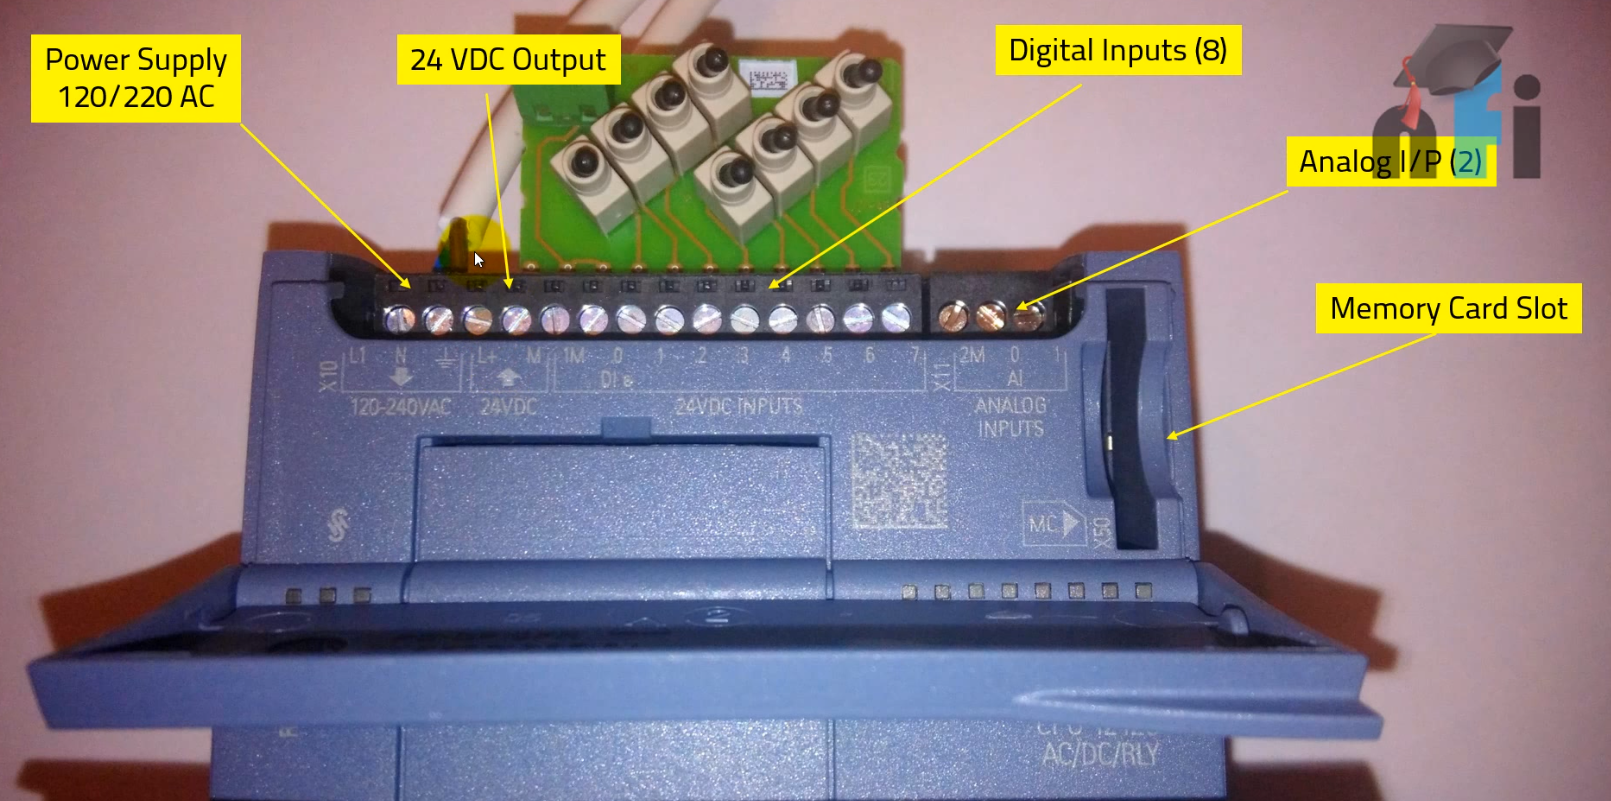 Power Supply
120/220 AC
24 VDC Output
Digital Inputs (8)
nfi
Analog I/P (2)
Memory Card Slot
X10
L1 N
L+ M
1M .0 .1 .2 .3 .4 .5 .6 .7
X11
2M 0 1
DI a
AI
120-240VAC
24VDC
24VDC INPUTS
ANALOG
INPUTS
MC
X50
AC/DC/RLY